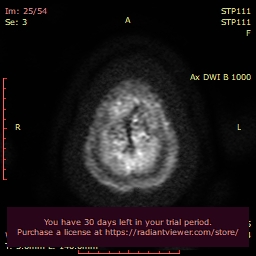 Im: 25/54
STP111
Se: 3
STP111
F
A
Ax DWI B 1000
R
L
You have 30 days left in your trial period.
Purchase a license at https://radiantviewer.com/store/